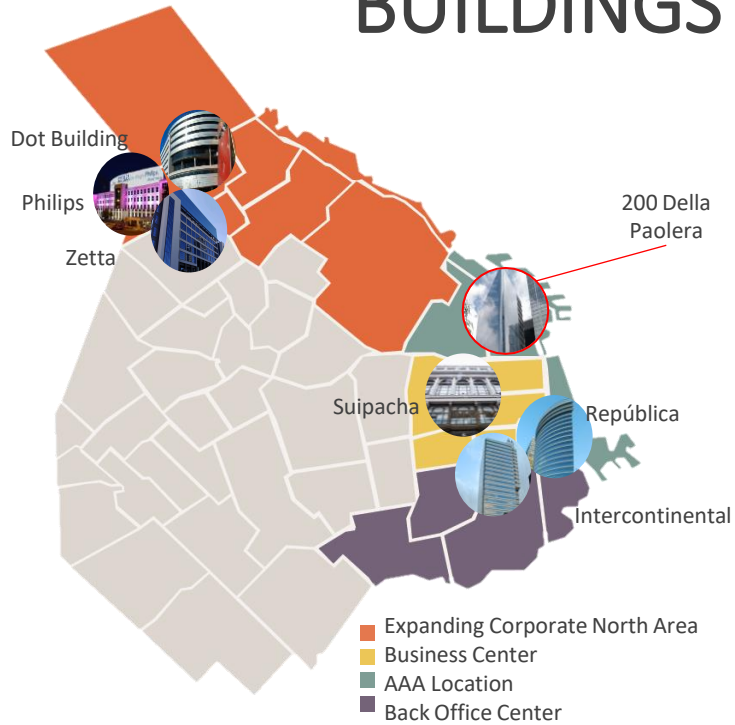 BUILDINGS
Dot Building
Philips
Zetta
200 Della
Paolera
Suipacha
República
Intercontinental
Expanding Corporate North Area
Business Center
AAA Location
Back Office Center